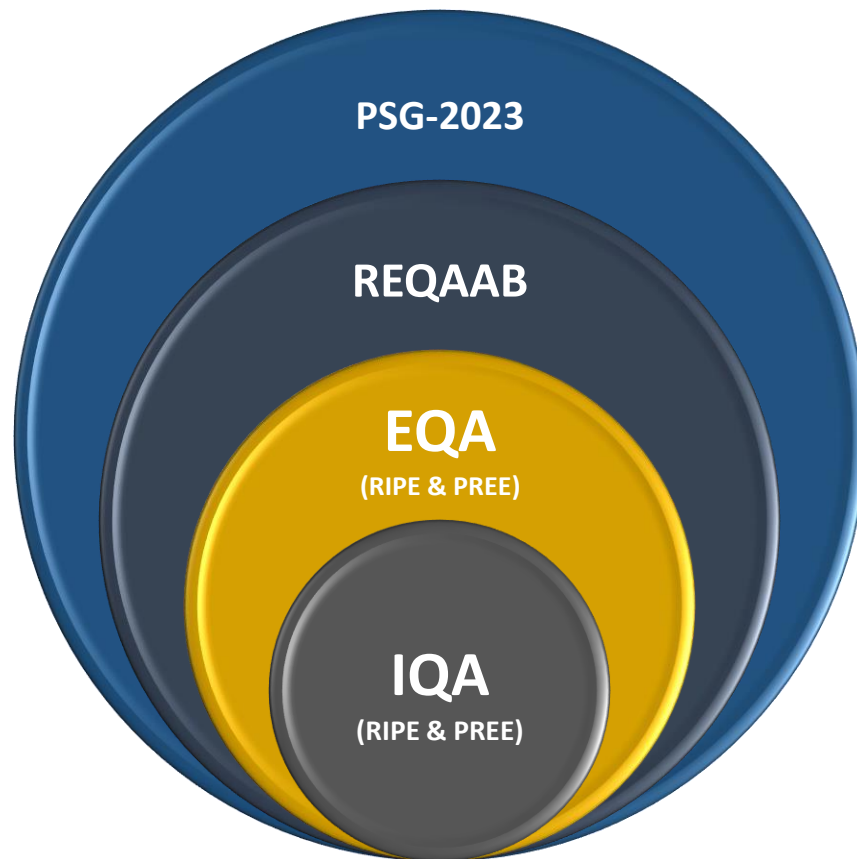 PSG-2023
REQAAB
EQA
(RIPE & PREE)
IQA
(RIPE & PREE)